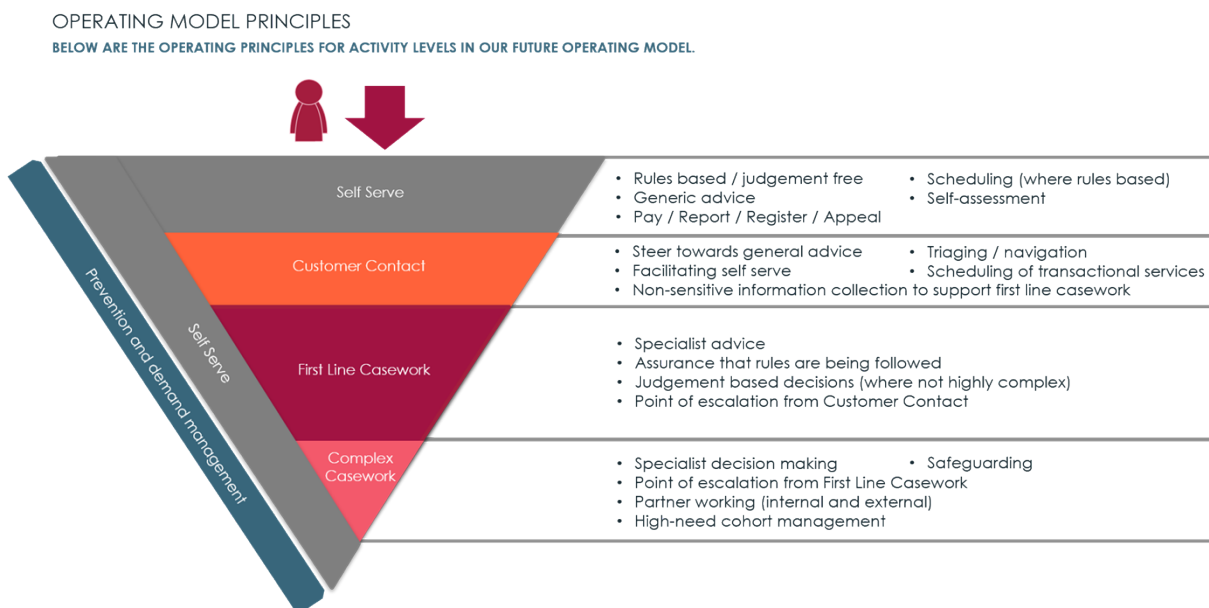 OPERATING MODEL PRINCIPLES
BELOW ARE THE OPERATING PRINCIPLES FOR ACTIVITY LEVELS IN OUR FUTURE OPERATING MODEL.
Prevention and demand management
Self Serve
Self Serve
• Rules based / judgement free
• Generic advice
• Pay / Report / Register / Appeal
• Scheduling (where rules based)
• Self-assessment
Customer Contact
• Steer towards general advice
• Facilitating self serve
• Non-sensitive information collection to support first line casework
• Triaging / navigation
• Scheduling of transactional services
First Line Casework
• Specialist advice
• Assurance that rules are being followed
• Judgement based decisions (where not highly complex)
• Point of escalation from Customer Contact
Complex
Casework
• Specialist decision making
• Point of escalation from First Line Casework
• Partner working (internal and external)
• High-need cohort management
• Safeguarding